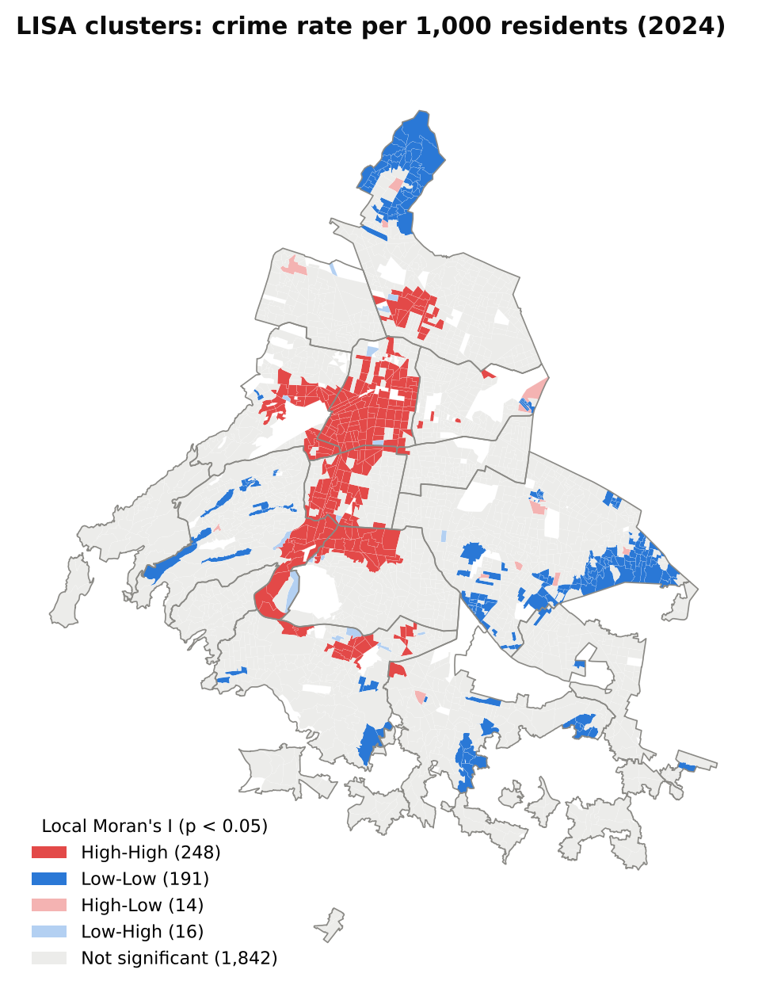 LISA clusters: crime rate per 1,000 residents (2024)
Local Moran's I (p < 0.05)
High-High (248)
Low-Low (191)
High-Low (14)
Low-High (16)
Not significant (1,842)